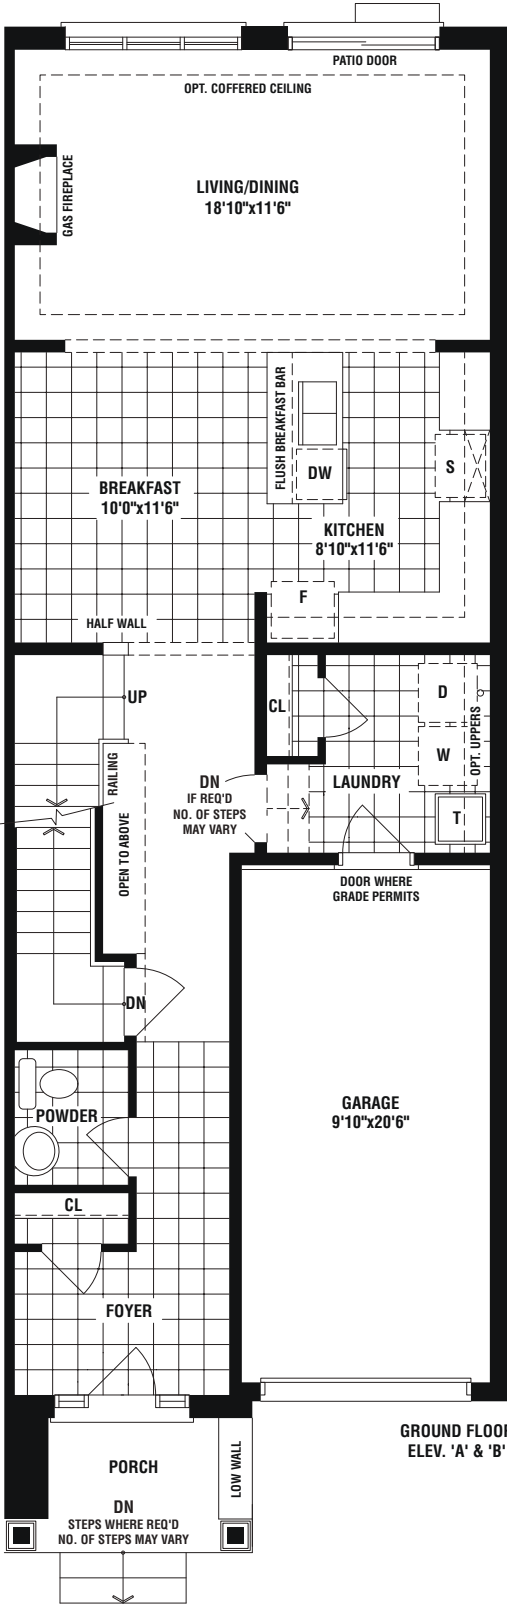 PATIO DOOR
OPT. COFFERED CEILING
GAS FIREPLACE
LIVING/DINING
18'10"x11'6"
FLUSH BREAKFAST BAR
DW
S
BREAKFAST
10'0"x11'6"
KITCHEN
8'10"x11'6"
F
HALF WALL
UP
CL
D
W
OPT. UPPERS
RAILING
DN
IF REQ'D
NO. OF STEPS
MAY VARY
LAUNDRY
T
OPEN TO ABOVE
DOOR WHERE
GRADE PERMITS
DN
GARAGE
9'10"x20'6"
POWDER
CL
FOYER
GROUND FLOOR
ELEV. 'A' & 'B'
PORCH
LOW WALL
DN
STEPS WHERE REQ'D
NO. OF STEPS MAY VARY